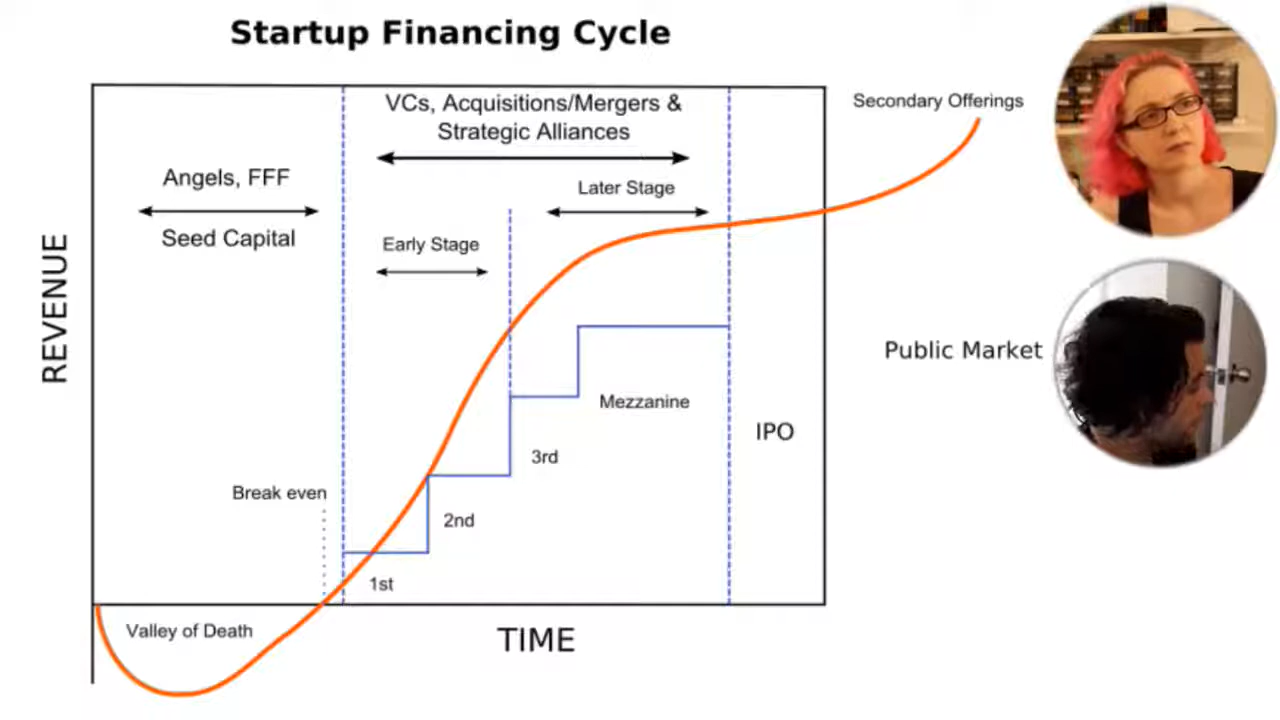 Startup Financing Cycle
VCs, Acquisitions/Mergers &
Strategic Alliances
Secondary Offerings
Angels, FFF
Later Stage
Seed Capital
Early Stage
REVENUE
Public Market
Mezzanine
IPO
3rd
Break even
2nd
1st
Valley of Death
TIME